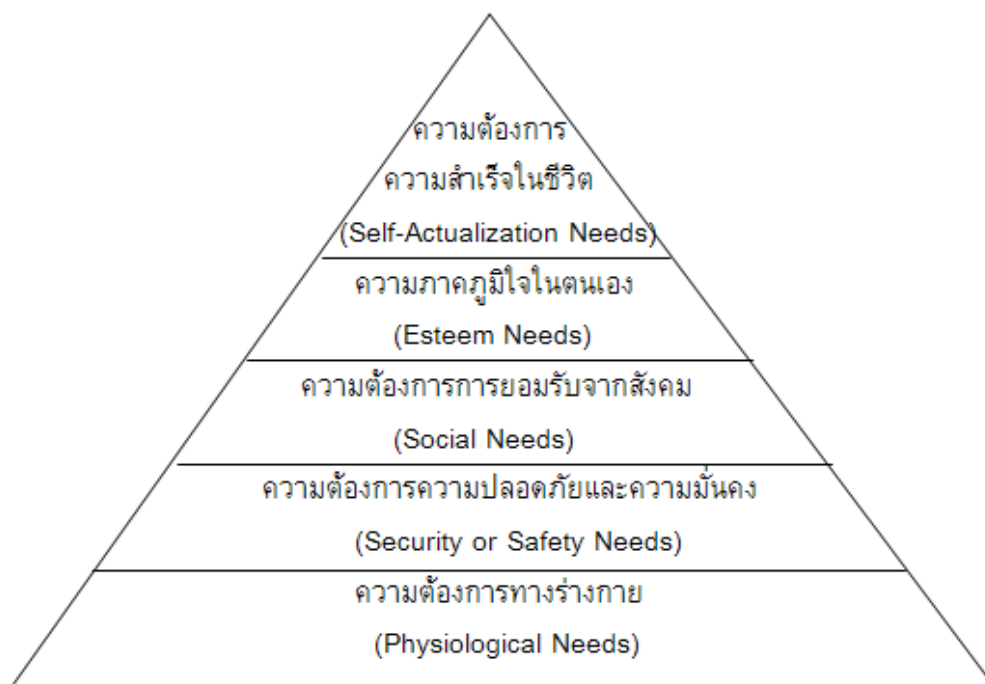 ความต้องการ
ความสำเร็จในชีวิต
(Self-Actualization Needs)
ความภาคภูมิใจในตนเอง
(Esteem Needs)
ความต้องการการยอมรับจากสังคม
(Social Needs)
ความต้องการความปลอดภัยและความมั่นคง
(Security or Safety Needs)
ความต้องการทางร่างกาย
(Physiological Needs)